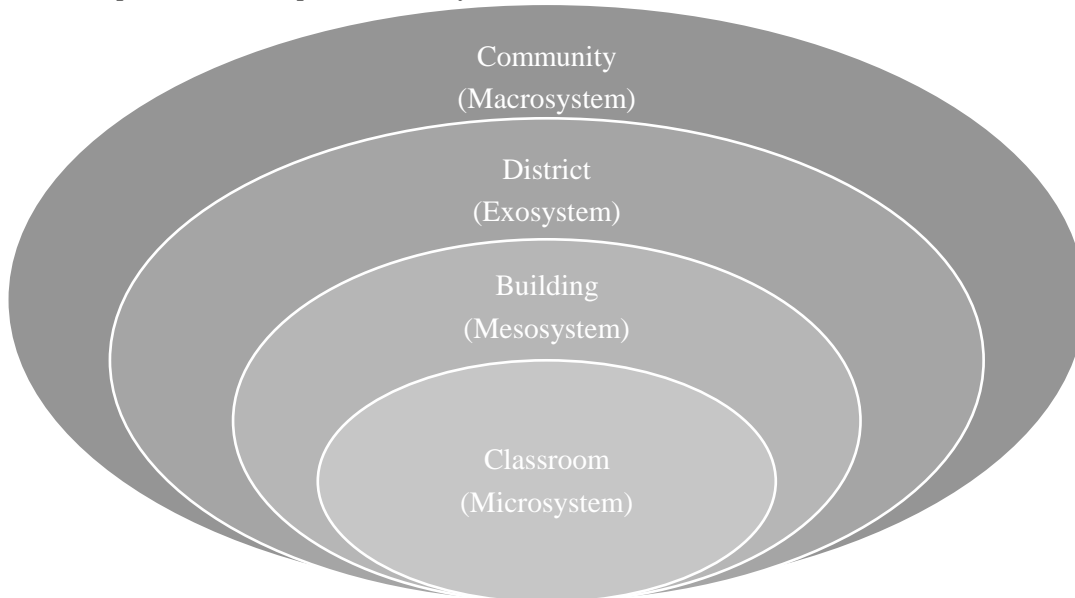 Community
(Macrosystem)
District
(Exosystem)
Building
(Mesosystem)
Classroom
(Microsystem)